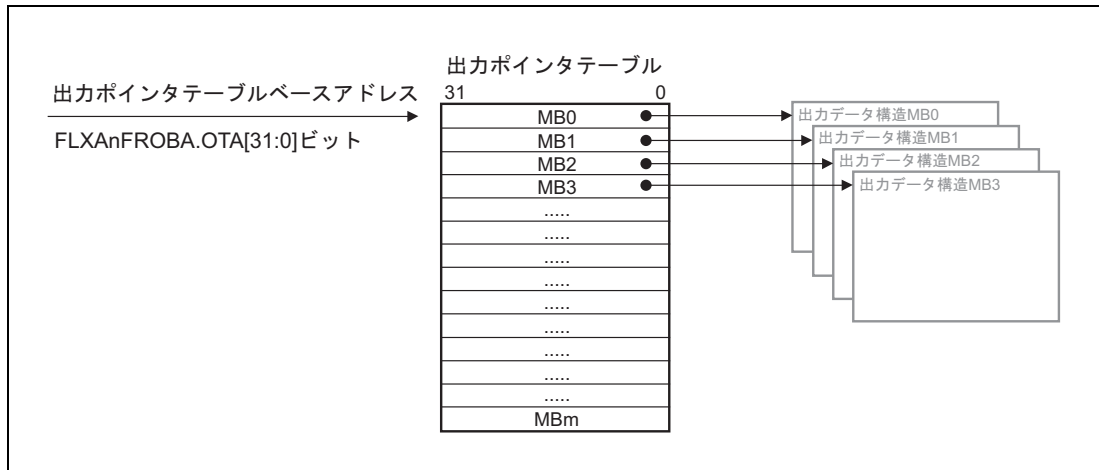 出力ポインタテーブル
出力ポインタテーブルベースアドレス
31 0
FLXAnFROBA.OTA[31:0]ビット
MB0
MB1
MB2
MB3
.....
.....
.....
.....
.....
.....
.....
.....
.....
MBm
出力データ構造MB0
出力データ構造MB1
出力データ構造MB2
出力データ構造MB3